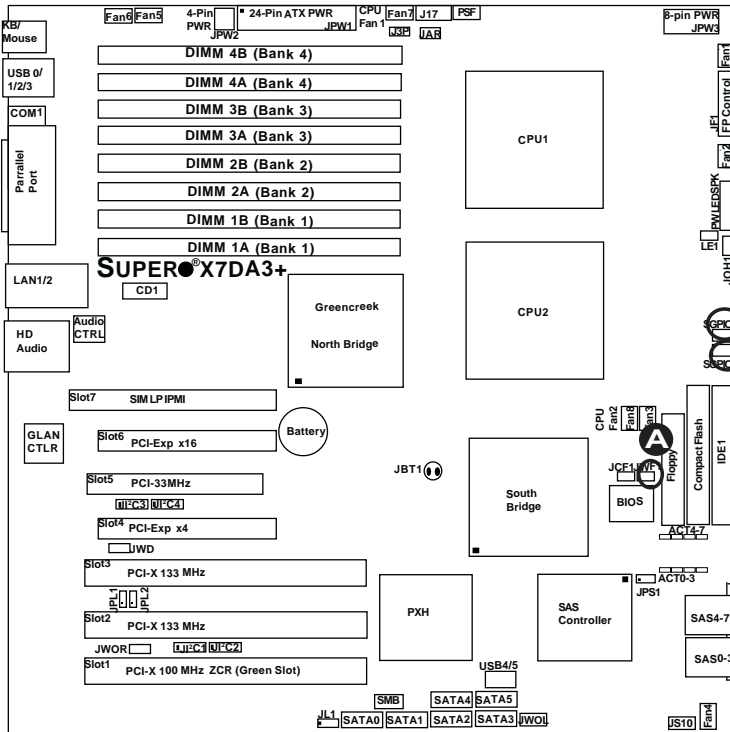 Fan6 Fan5
4-Pin PWR
JPW2
24-Pin ATX PWR
JPW1
CPU Fan 1
Fan7
J17
PSF
J3P
JAR
8-pin PWR
JPW3
KB/
Mouse
USB 0/
1/2/3
COM1
Parrallel
Port
LAN1/2
HD
Audio
Audio
CTRL
CD1
DIMM 4B (Bank 4)
DIMM 4A (Bank 4)
DIMM 3B (Bank 3)
DIMM 3A (Bank 3)
DIMM 2B (Bank 2)
DIMM 2A (Bank 2)
DIMM 1B (Bank 1)
DIMM 1A (Bank 1)
SUPER®X7DA3+
CPU1
CPU2
Fan1
JF1
FP Control
Fan2
PWLEDSPK
LE1
JOH1
Greencreek
North Bridge
Slot7 SIMLP IPMI
GLAN
CTLR
Slot6
PCI-Exp x16
Battery
Slot5
PCI-33MHz
JI²C3 JI²C4
Slot4
PCI-Exp x4
JWD
Slot3
PCI-X 133 MHz
JPL1
JPL2
Slot2
PCI-X 133 MHz
JWOR
JI²C1 JI²C2
Slot1
PCI-X 100 MHz ZCR (Green Slot)
JBT1
South
Bridge
CPU
Fan2
Fan8
Fan3
A
JCF1 JWF1
BIOS
Floppy
Compact Flash
IDE1
ACT4-7
ACT0-3
JPS1
PXH
SAS
Controller
SAS4-7
SAS0-3
USB4/5
SMB
SATA4 SATA5
JL1
SATA0 SATA1 SATA2 SATA3 JWOL
JS10
Fan4